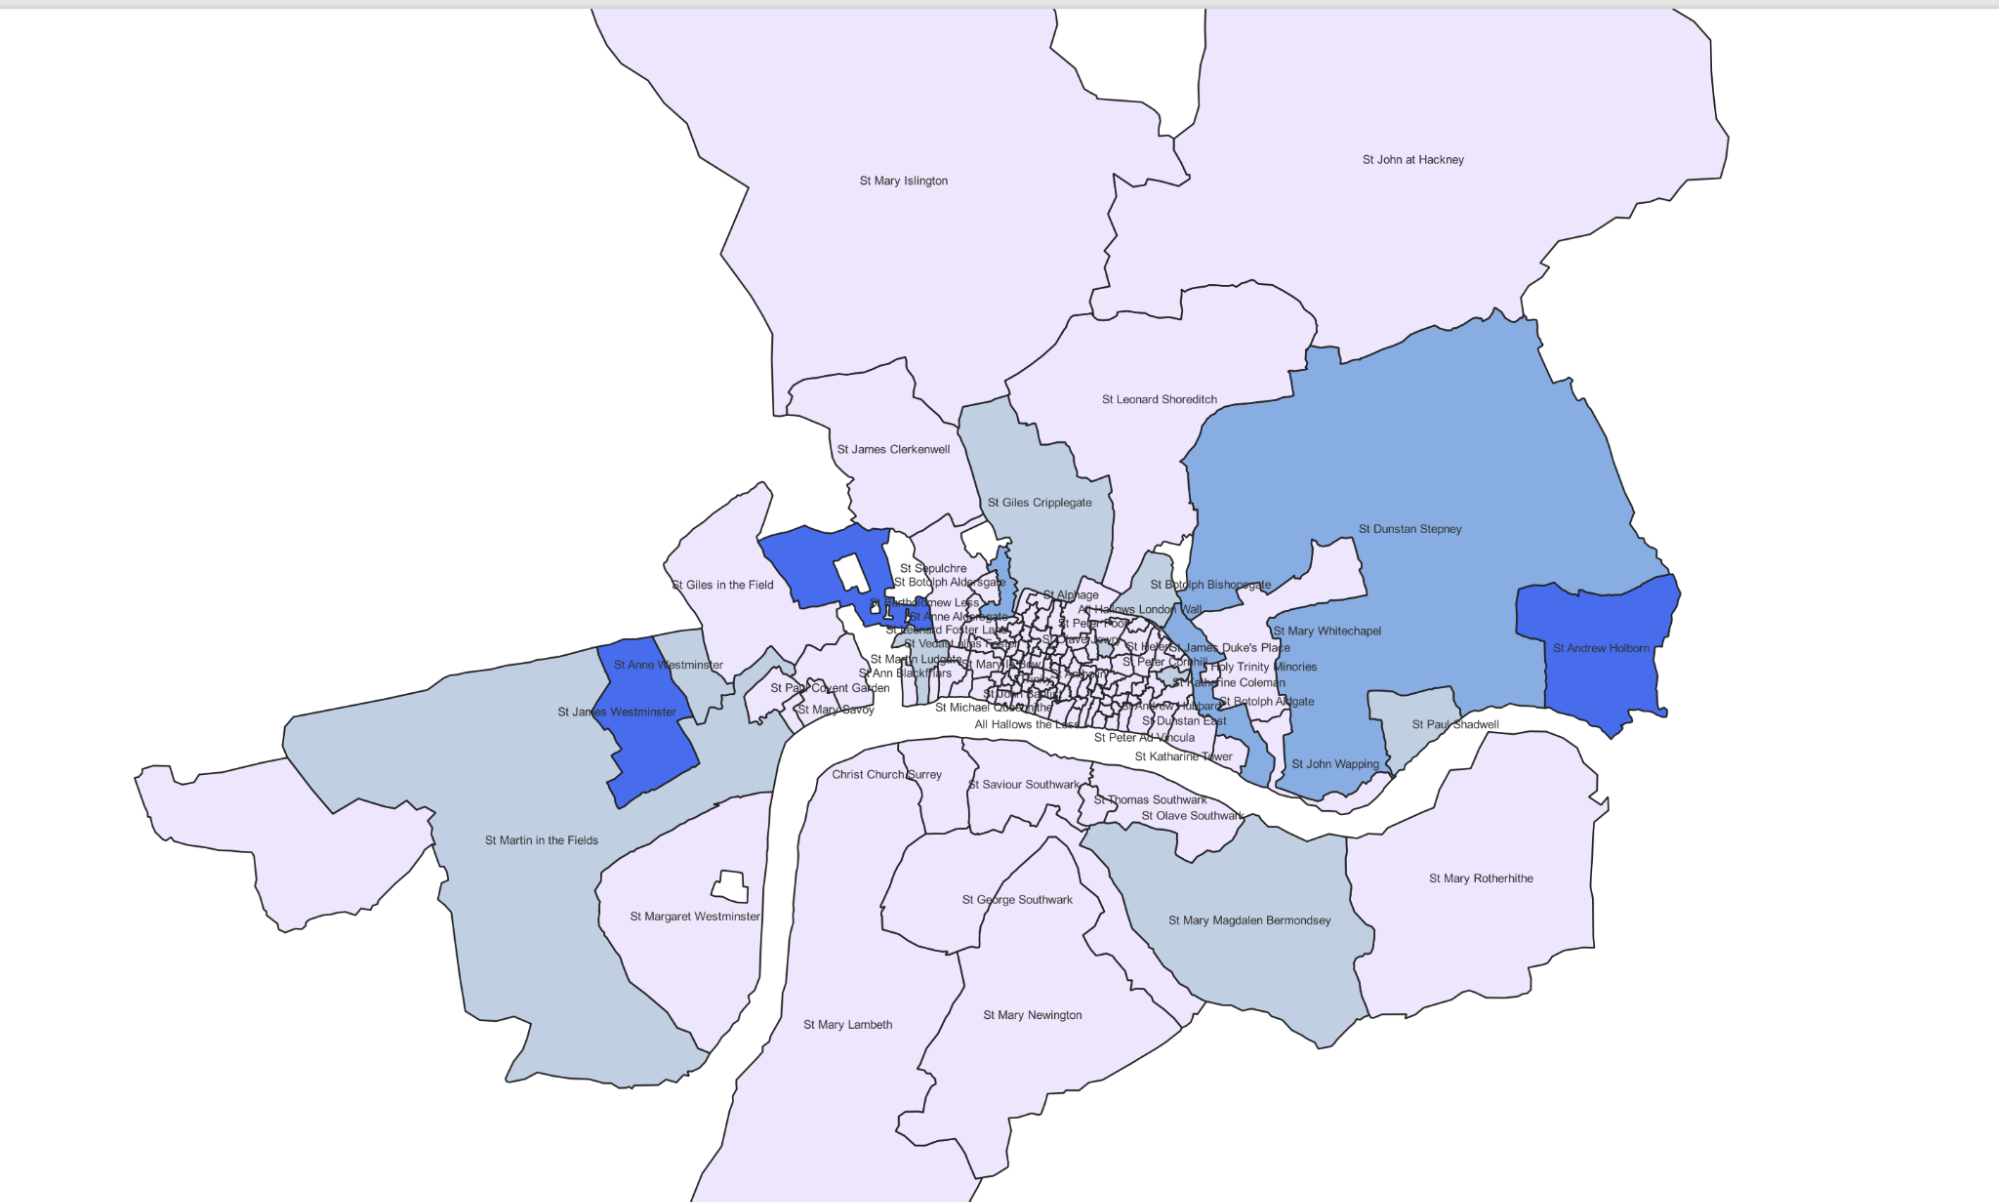 St John at Hackney
St Mary Islington
St Leonard Shoreditch
St James Clerkenwell
St Giles Cripplegate
St Dunstan Stepney
St Sepulchre
St Botolph Aldersgate
St Giles in the Field
St Botolph Bishopsgate
St Alphage
St Bartholomew Less
All Hallows London Wall
St Anne Aldersgate
St Peter Poor
St Leonard Foster Lane
St Mary Whitechapel
St Olave Jewry
St Vedast alias Foster
St Helen
St James Duke's Place
St Andrew Holborn
St Martin Ludgate
St Mary le Bow
St Peter Cornhill
St Anne Westminster
Holy Trinity Minories
St Ann Blackfriars
St Antholin
Trinity
St Katherine Coleman
St Paul Covent Garden
St John Baptist
St Botolph Aldgate
St Mary Savoy
St Michael Queenhithe
St Andrew Hubbard
St James Westminster
All Hallows the Less
St Dunstan East
St Paul Shadwell
St Peter Ad Vincula
St Katharine Tower
St John Wapping
Christ Church Surrey
St Saviour Southwark
St Thomas Southwark
St Olave Southwark
St Martin in the Fields
St Mary Rotherhithe
St George Southwark
St Margaret Westminster
St Mary Magdalen Bermondsey
St Mary Newington
St Mary Lambeth